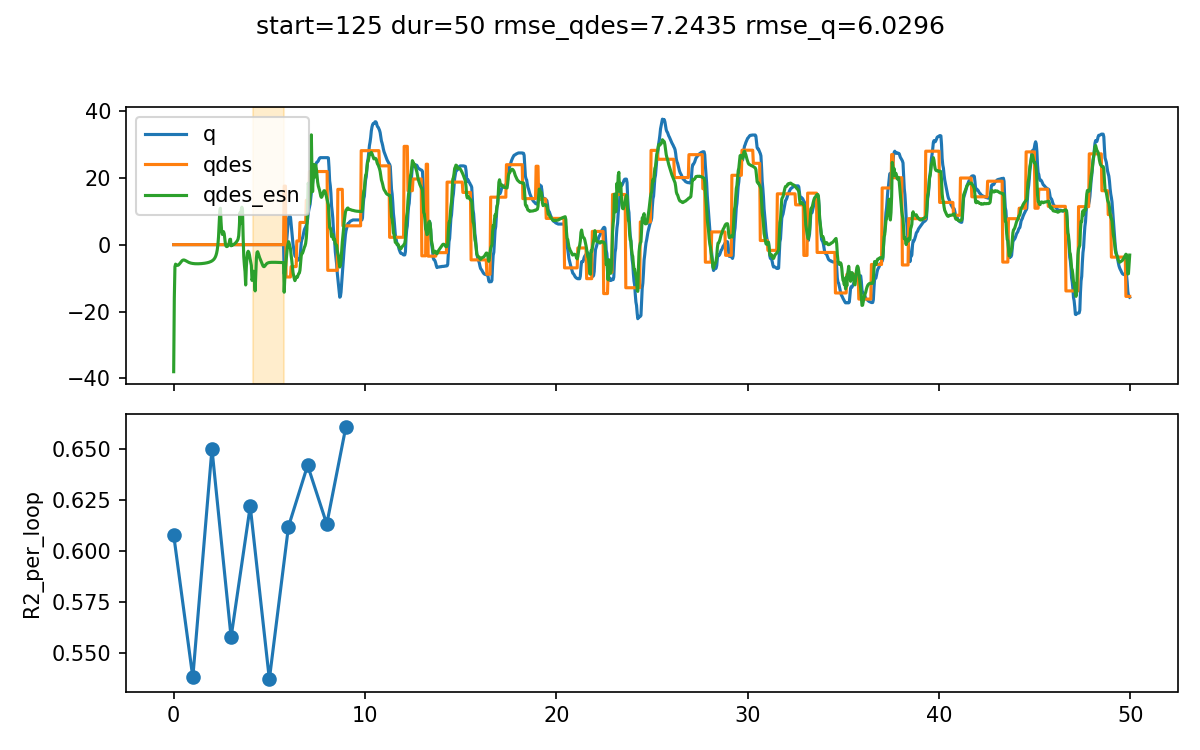 start=125 dur=50 rmse_qdes=7.2435 rmse_q=6.0296
40
20
0
−20
−40
q
qdes
qdes_esn
0.650
0.625
0.600
0.575
0.550
R2_per_loop
0 10 20 30 40 50